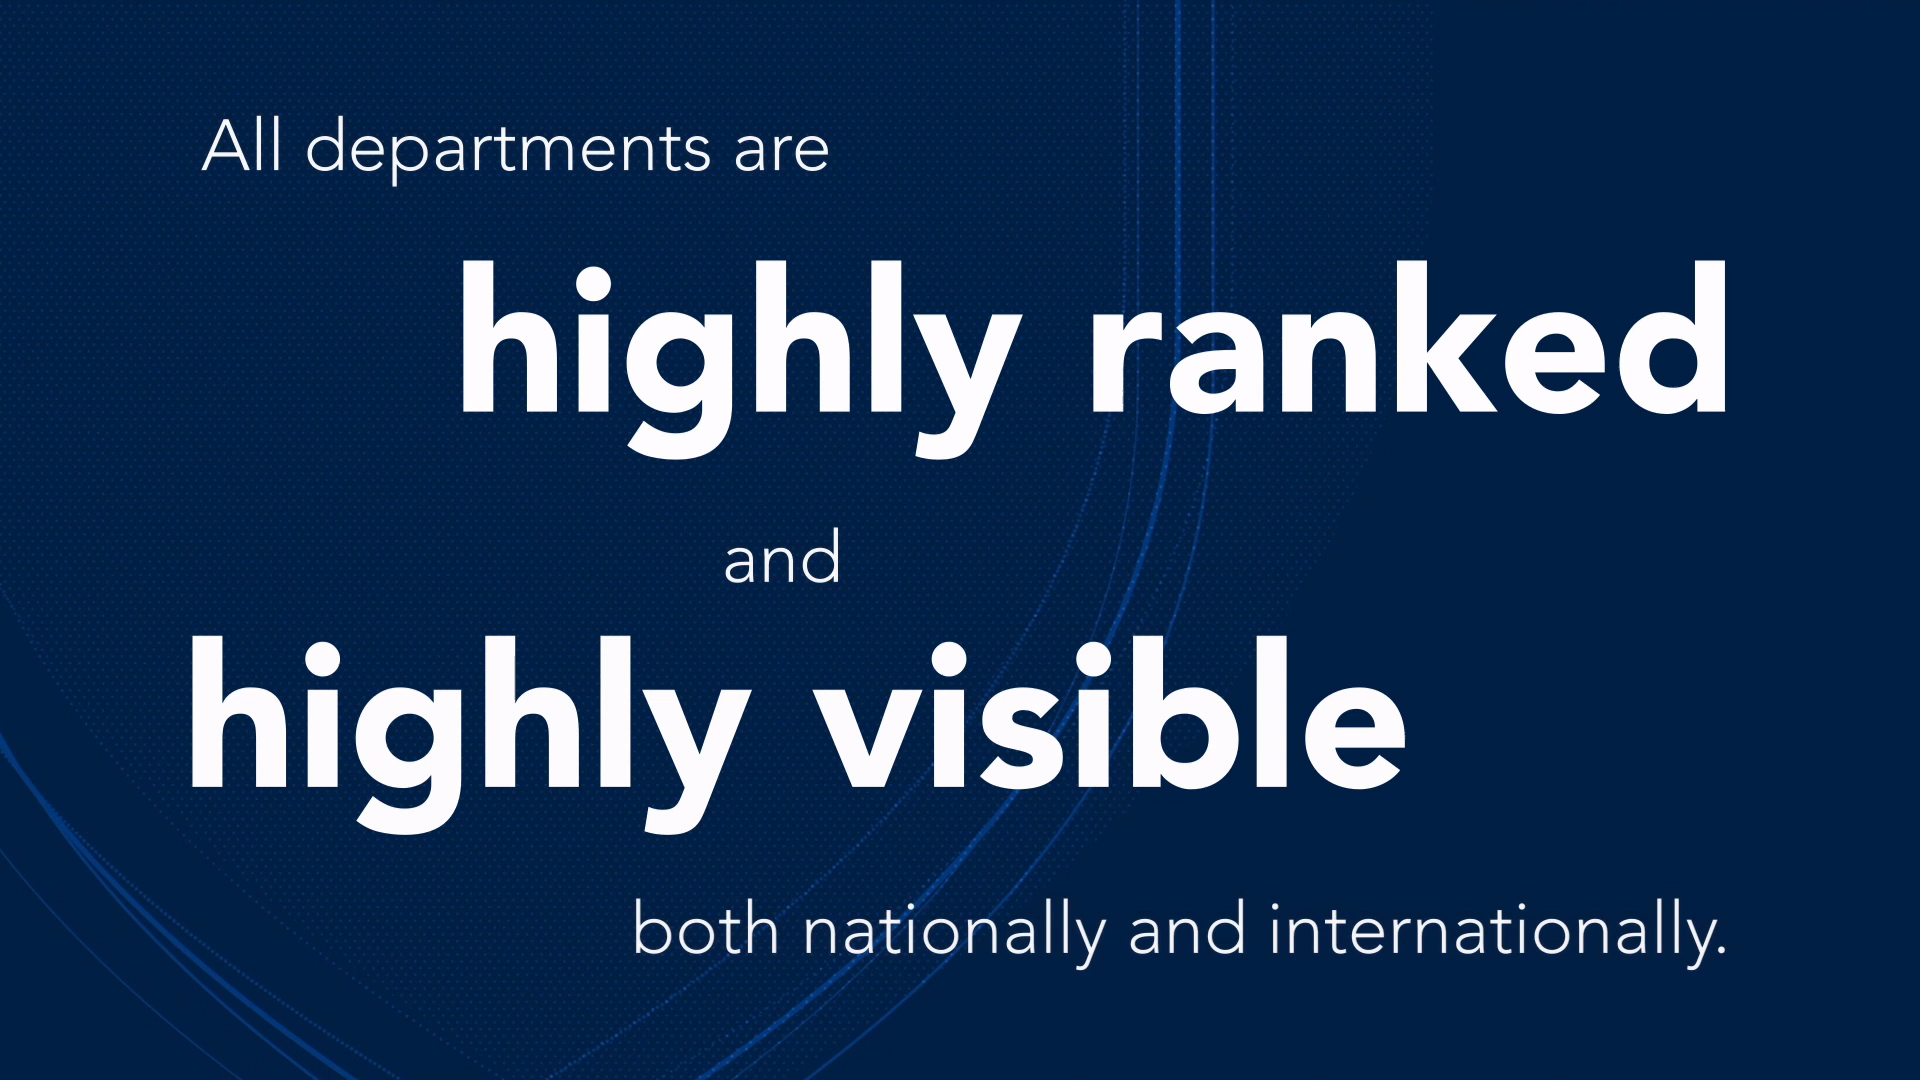 All departments are
highly ranked
and
highly visible
both nationally and internationally.